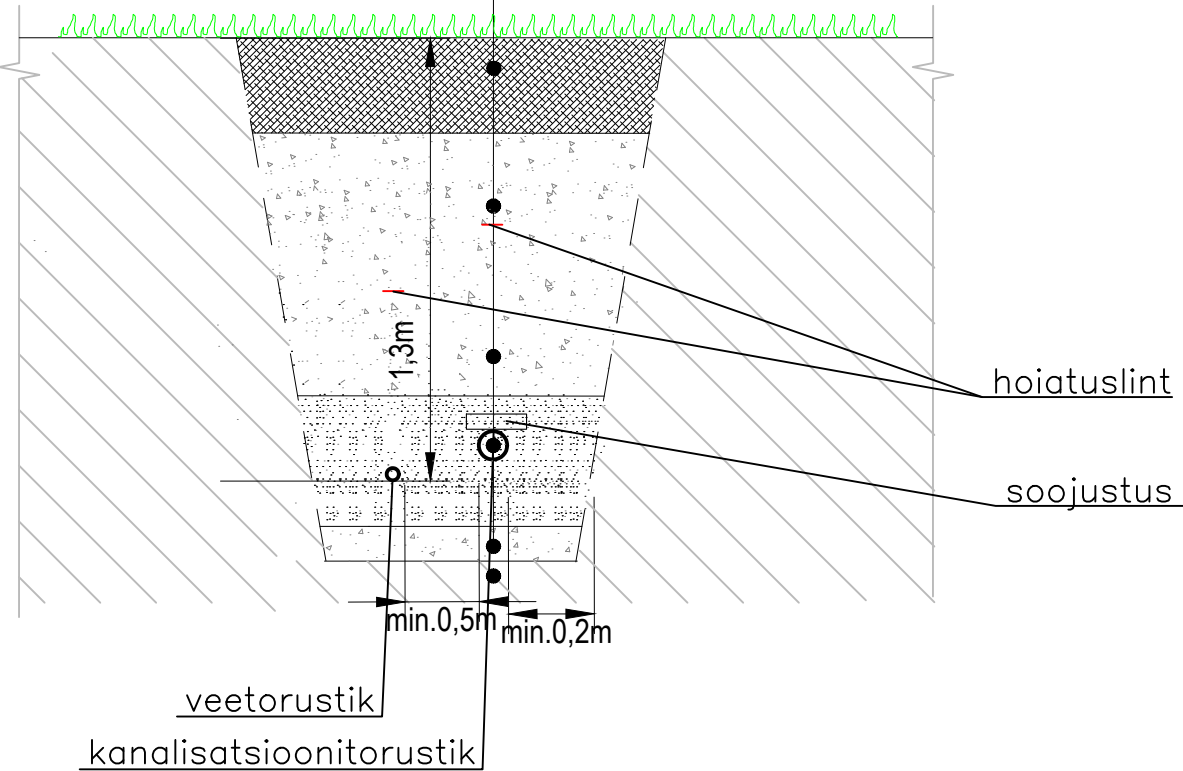 1,3m
hoiatuslint
soojustus
min.0,5m
min.0,2m
veetorustik
kanalisatsioonitorustik